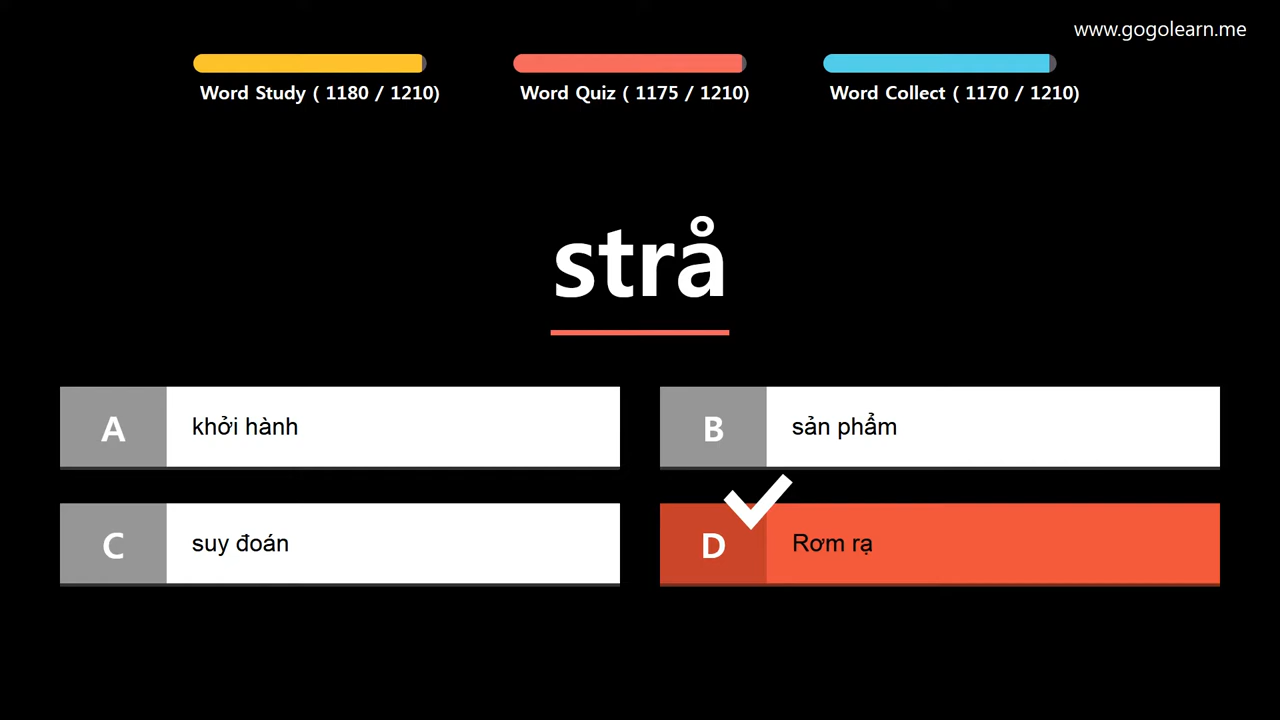 www.gogolearn.me
Word Study ( 1180 / 1210)
Word Quiz ( 1175 / 1210)
Word Collect ( 1170 / 1210)
strå
A khởi hành
B sản phẩm
C suy đoán
D Rơm rạ